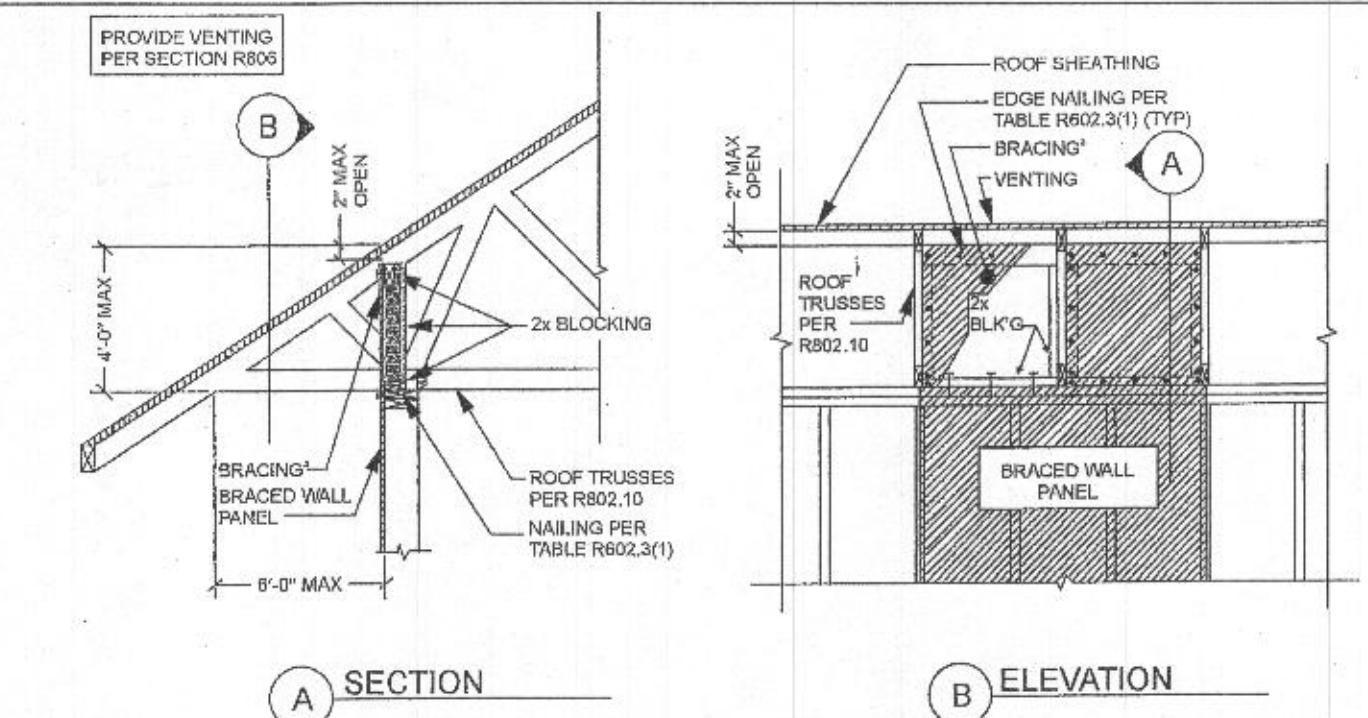 PROVIDE VENTING
PER SECTION R806
B
2" MAX
OPEN
4'-0" MAX
2x BLOCKING
BRACING³
BRACED WALL
PANEL
ROOF TRUSSES
PER R802.10
NAILING PER
TABLE R602.3(1)
6'-0" MAX
A SECTION
ROOF SHEATHING
EDGE NAILING PER
TABLE R602.3(1) (TYP)
BRACING³
VENTING
A
2" MAX
OPEN
ROOF
TRUSSES
PER
R802.10
2x
BLK'G
BRACED WALL
PANEL
B ELEVATION